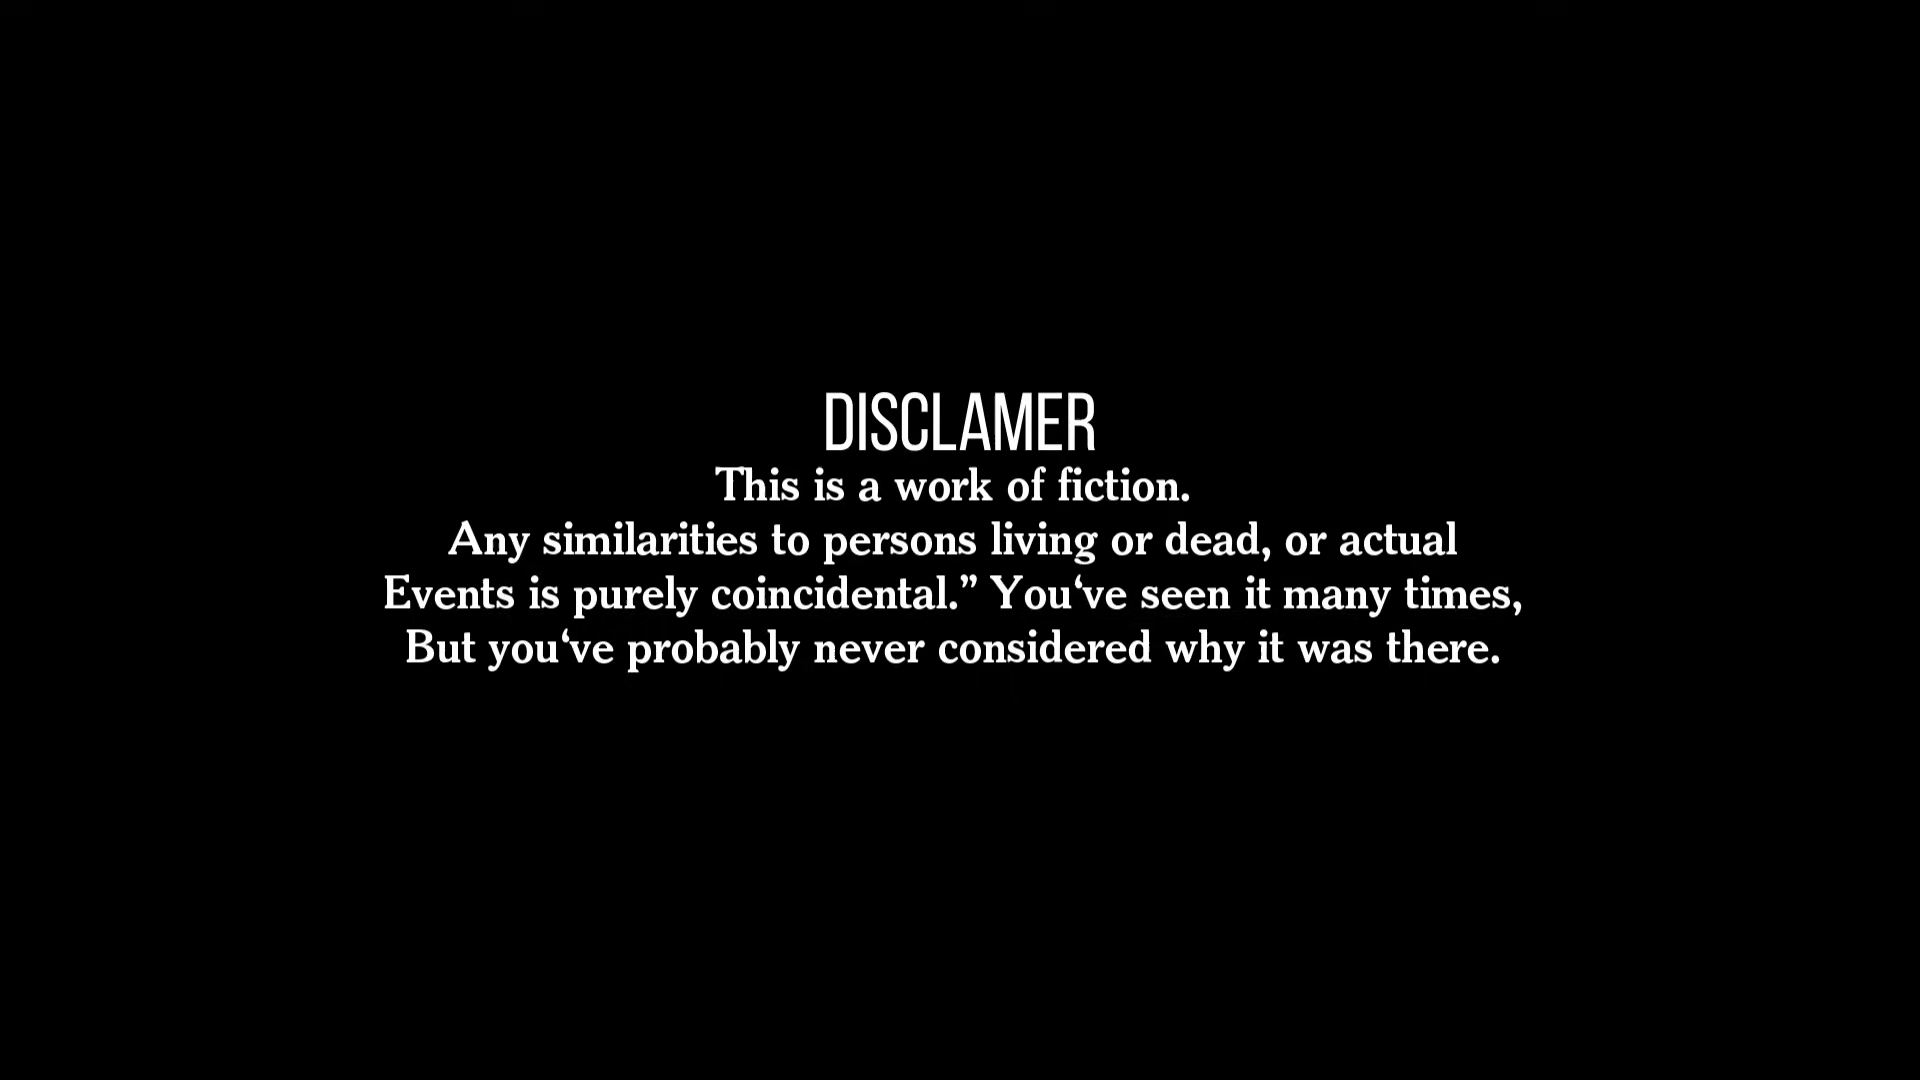 DISCLAMER
This is a work of fiction.
Any similarities to persons living or dead, or actual
Events is purely coincidental.” You‘ve seen it many times,
But you‘ve probably never considered why it was there.